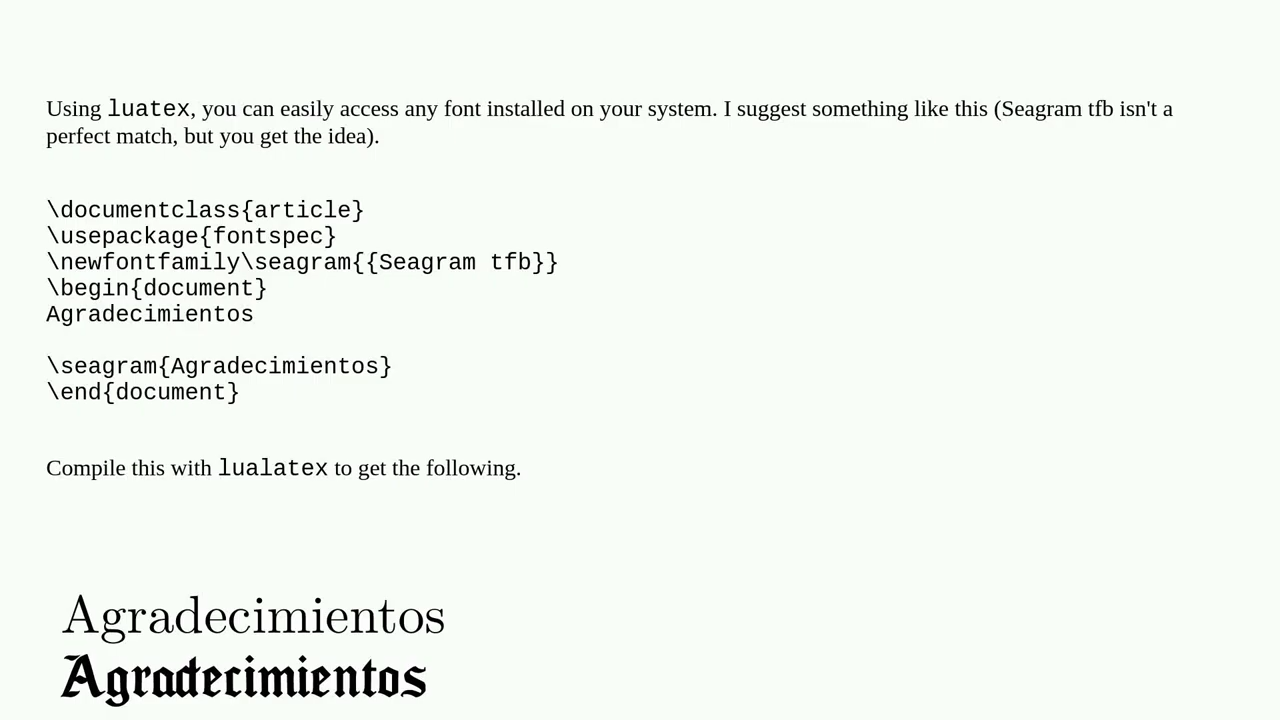 Using luatex, you can easily access any font installed on your system. I suggest something like this (Seagram tfb isn't a
perfect match, but you get the idea).
\documentclass{article}
\usepackage{fontspec}
\newfontfamily\seagram{{Seagram tfb}}
\begin{document}
Agradecimientos
\seagram{Agradecimientos}
\end{document}
Compile this with lualatex to get the following.
Agradecimientos
Agradecimientos